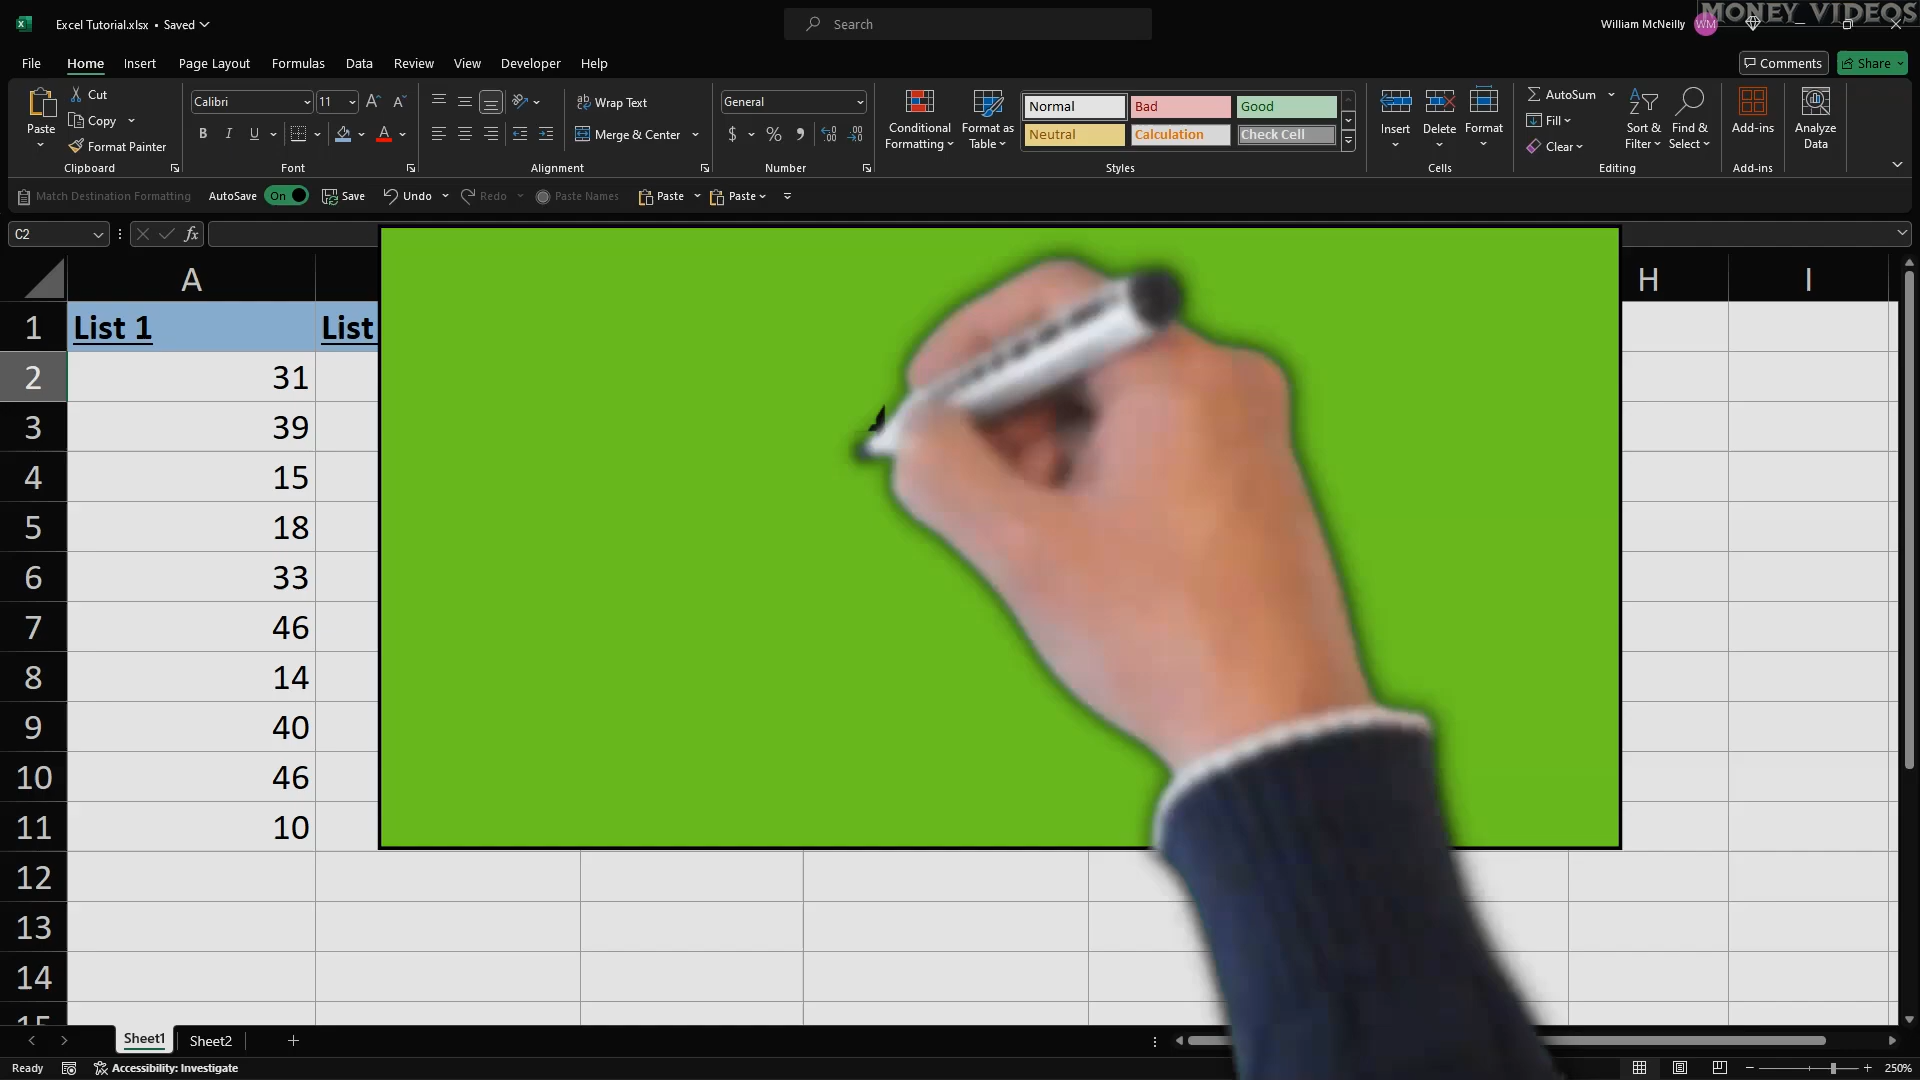 Excel Tutorial.xlsx • Saved
Search
William McNeilly
WM
MONEY VIDEOS
File Home Insert Page Layout Formulas Data Review View Developer Help
Comments Share
Paste Cut Copy Format Painter Clipboard
Calibri 11
B I U A
Font
Wrap Text
Merge & Center
Alignment
General
$ %
Number
Conditional Formatting
Format as Table
Normal Bad Good
Neutral Calculation Check Cell
Styles
Insert Delete Format
Cells
AutoSum
Fill
Clear
Sort & Filter
Find & Select
Editing
Add-ins
Add-ins
Analyze Data
Match Destination Formatting AutoSave On Save Undo Redo Paste Names Paste Paste
C2 fx
A H I
1 List 1 List
2 31
3 39
4 15
5 18
6 33
7 46
8 14
9 40
10 46
11 10
12
13
14
15
Sheet1 Sheet2
Ready Accessibility: Investigate 250%